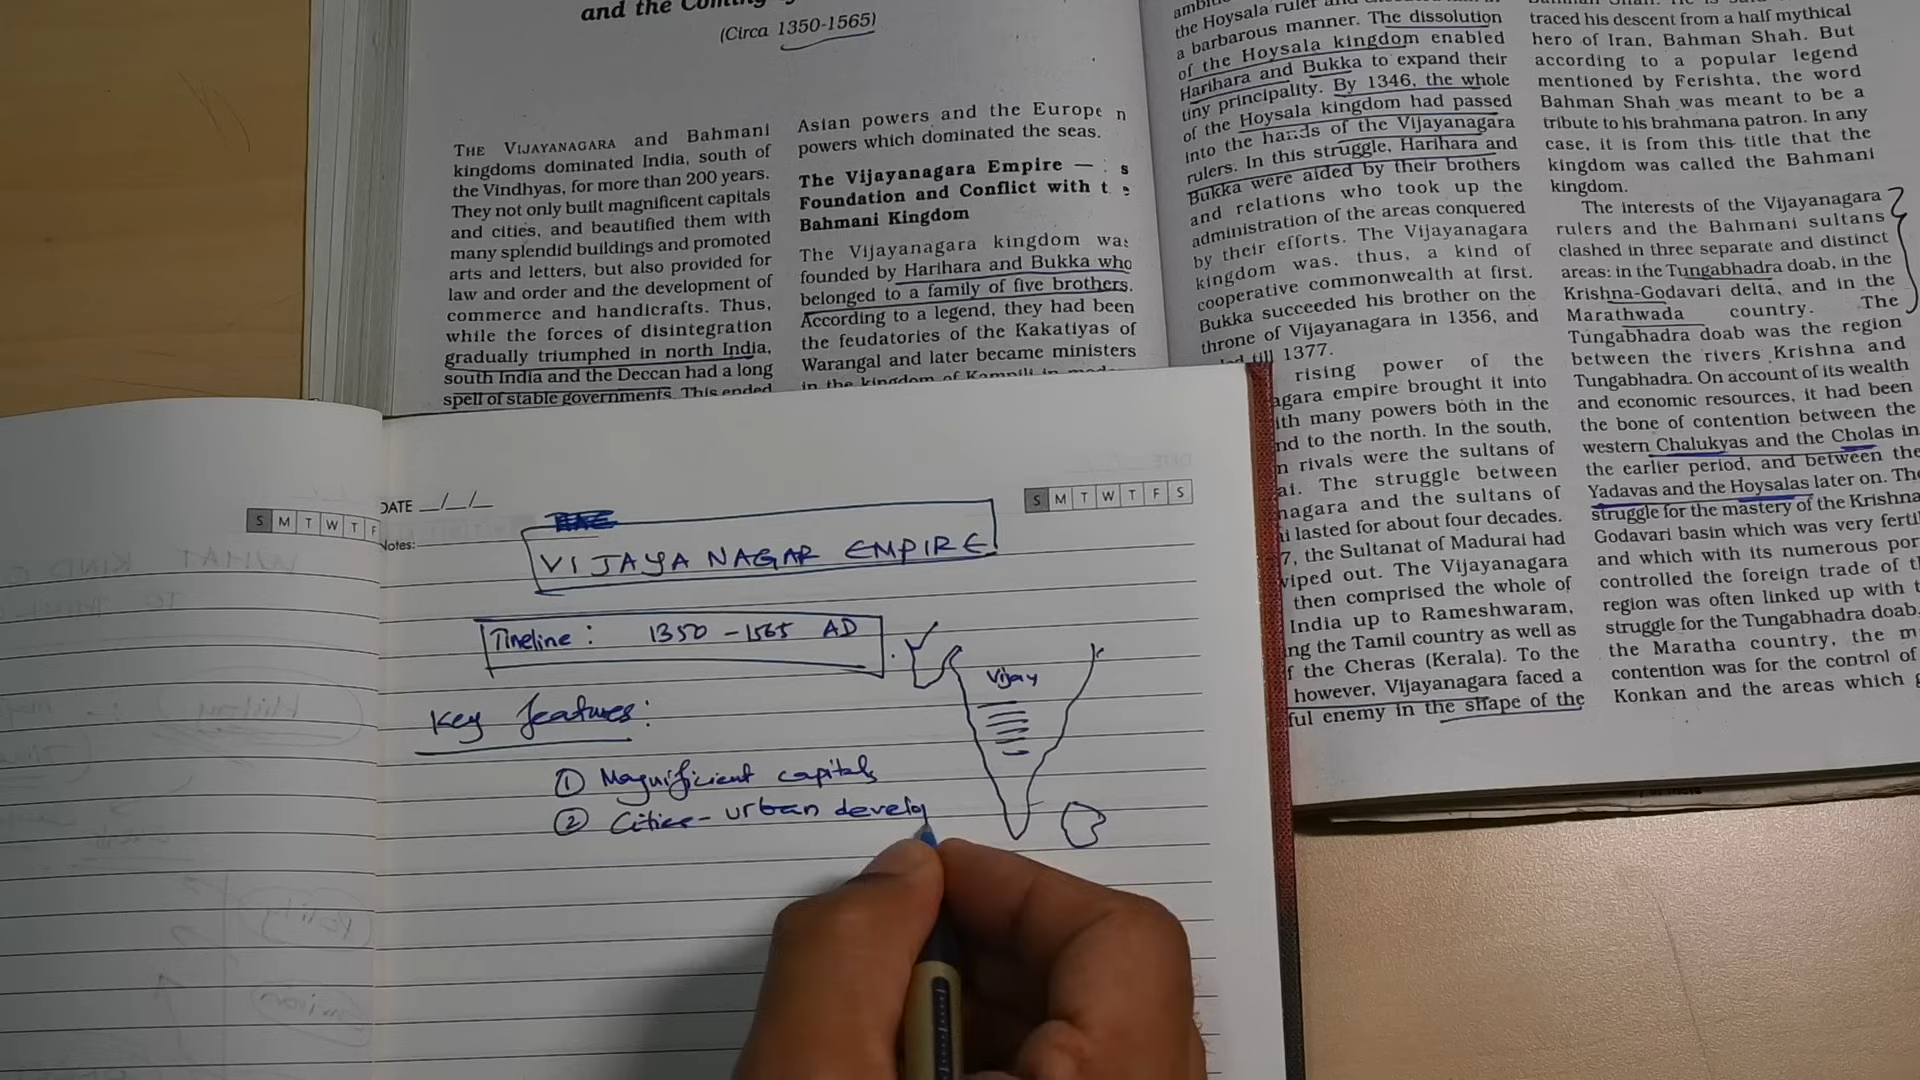 and the
(Circa 1350-1565)
THE VIJAYANAGARA and Bahmani
kingdoms dominated India, south of
the Vindhyas, for more than 200 years.
They not only built magnificent capitals
and cities, and beautified them with
many splendid buildings and promoted
arts and letters, but also provided for
law and order and the development of
commerce and handicrafts. Thus,
while the forces of disintegration
gradually triumphed in north India,
south India and the Deccan had a long
spell of stable governments. This ended
Asian powers and the Europe n
powers which dominated the seas.
The Vijayanagara Empire — s
Foundation and Conflict with t e
Bahmani Kingdom
The Vijayanagara kingdom was
founded by Harihara and Bukka who
belonged to a family of five brothers.
According to a legend, they had been
the feudatories of the Kakatiyas of
Warangal and later became ministers
in the kingdom of Kampili in
the Hoysala ruler and
a barbarous manner. The dissolution
of the Hoysala kingdom enabled
Harihara and Bukka to expand their
tiny principality. By 1346, the whole
of the Hoysala kingdom had passed
into the hands of the Vijayanagara
rulers. In this struggle, Harihara and
Bukka were aided by their brothers
and relations who took up the
administration of the areas conquered
by their efforts. The Vijayanagara
kingdom was, thus, a kind of
cooperative commonwealth at first.
Bukka succeeded his brother on the
throne of Vijayanagara in 1356, and
till 1377.
rising power of the
agara empire brought it into
ith many powers both in the
nd to the north. In the south,
n rivals were the sultans of
ai. The struggle between
nagara and the sultans of
i lasted for about four decades.
7, the Sultanat of Madurai had
wiped out. The Vijayanagara
then comprised the whole of
India up to Rameshwaram,
ng the Tamil country as well as
f the Cheras (Kerala). To the
however, Vijayanagara faced a
ful enemy in the shape of the
traced his descent from a half mythical
hero of Iran, Bahman Shah. But
according to a popular legend
mentioned by Ferishta, the word
Bahman Shah was meant to be a
tribute to his brahmana patron. In any
case, it is from this title that the
kingdom was called the Bahmani
kingdom.
The interests of the Vijayanagara
rulers and the Bahmani sultans
clashed in three separate and distinct
areas: in the Tungabhadra doab, in the
Krishna-Godavari delta, and in the
Marathwada country. The
Tungabhadra doab was the region
between the rivers Krishna and
Tungabhadra. On account of its wealth
and economic resources, it had been
the bone of contention between the
western Chalukyas and the Cholas in
the earlier period, and between the
Yadavas and the Hoysalas later on. The
struggle for the mastery of the Krishna
Godavari basin which was very ferti
and which with its numerous por
controlled the foreign trade of t
region was often linked up with t
struggle for the Tungabhadra doab.
the Maratha country, the m
contention was for the control of
Konkan and the areas which g
S M T W T F
DATE __/__/__
S M T W T F S
Notes:
VIJAYA NAGAR EMPIRE
Timeline: 1350 - 1565 AD
Vijay
Key features:
① Magnificient capitals
② Cities - urban develop